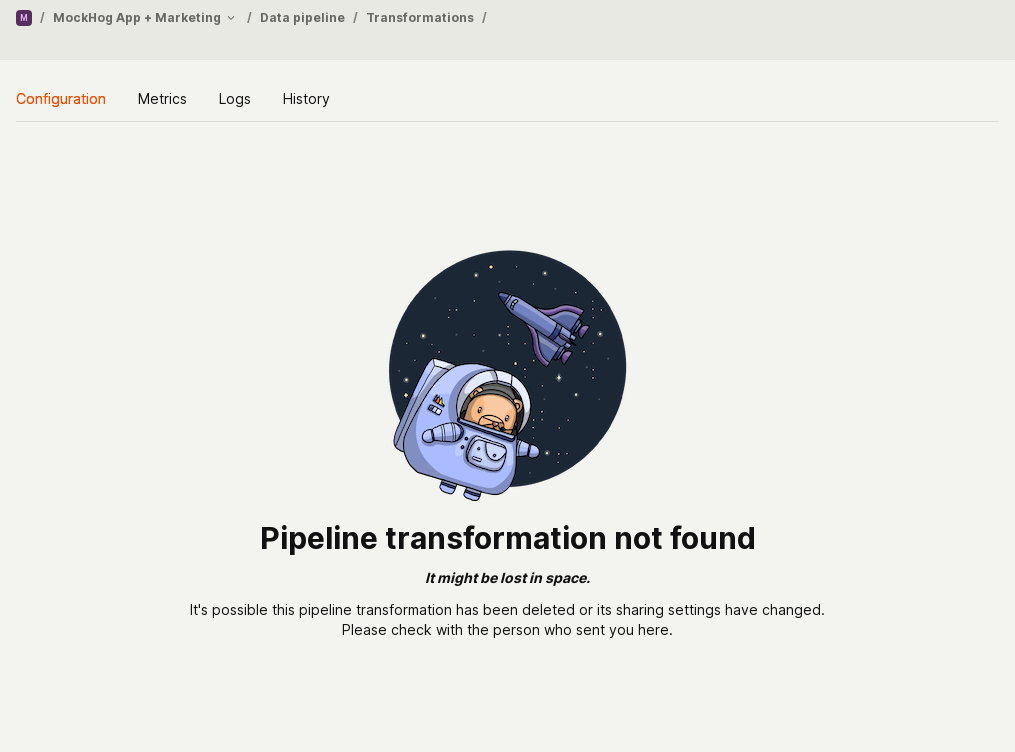 M / MockHog App + Marketing / Data pipeline / Transformations /
Configuration Metrics Logs History
Pipeline transformation not found
It might be lost in space.
It's possible this pipeline transformation has been deleted or its sharing settings have changed.
Please check with the person who sent you here.